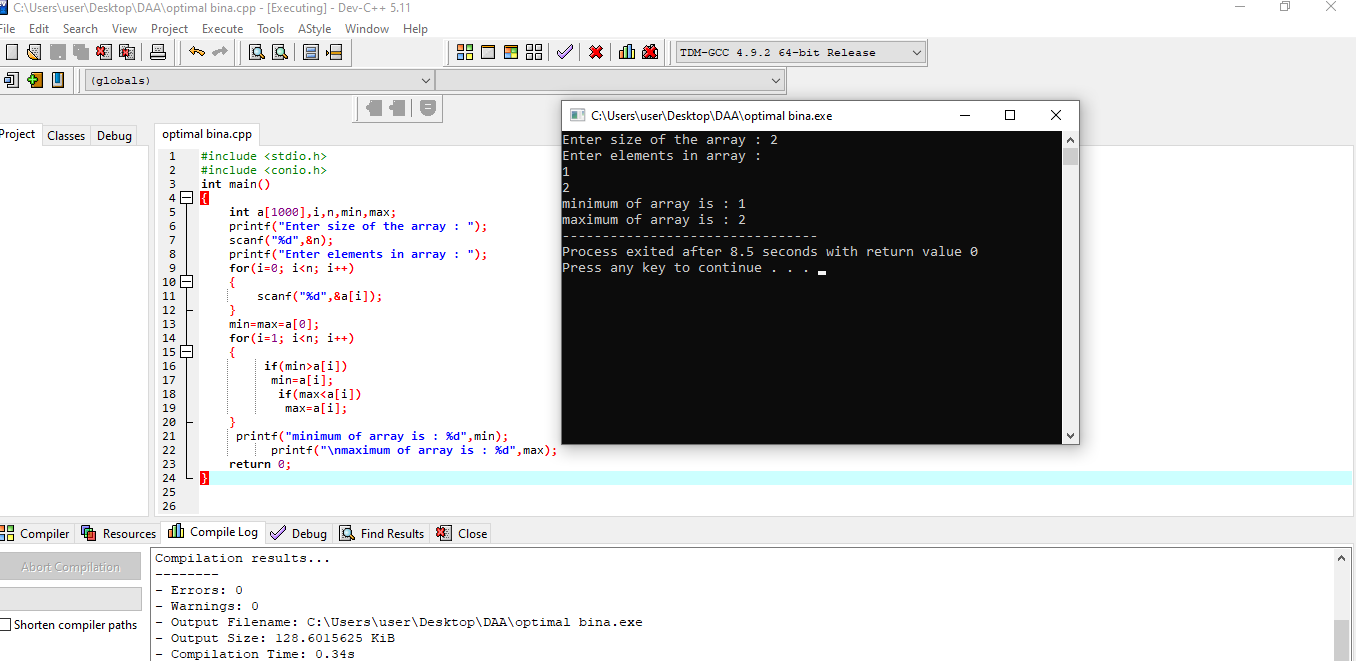 C:\Users\user\Desktop\DAA\optimal bina.cpp - [Executing] - Dev-C++ 5.11
File Edit Search View Project Execute Tools AStyle Window Help
TDM-GCC 4.9.2 64-bit Release
(globals)
Project Classes Debug
optimal bina.cpp
1 #include <stdio.h>
2 #include <conio.h>
3 int main()
4 {
5 int a[1000],i,n,min,max;
6 printf("Enter size of the array : ");
7 scanf("%d",&n);
8 printf("Enter elements in array : ");
9 for(i=0; i<n; i++)
10 {
11 scanf("%d",&a[i]);
12 }
13 min=max=a[0];
14 for(i=1; i<n; i++)
15 {
16 if(min>a[i])
17 min=a[i];
18 if(max<a[i])
19 max=a[i];
20 }
21 printf("minimum of array is : %d",min);
22 printf("\nmaximum of array is : %d",max);
23 return 0;
24 }
25
26
C:\Users\user\Desktop\DAA\optimal bina.exe
Enter size of the array : 2
Enter elements in array :
1
2
minimum of array is : 1
maximum of array is : 2
--------------------------------
Process exited after 8.5 seconds with return value 0
Press any key to continue . . .
Compiler Resources Compile Log Debug Find Results Close
Abort Compilation
Shorten compiler paths
Compilation results...
--------
- Errors: 0
- Warnings: 0
- Output Filename: C:\Users\user\Desktop\DAA\optimal bina.exe
- Output Size: 128.6015625 KiB
- Compilation Time: 0.34s